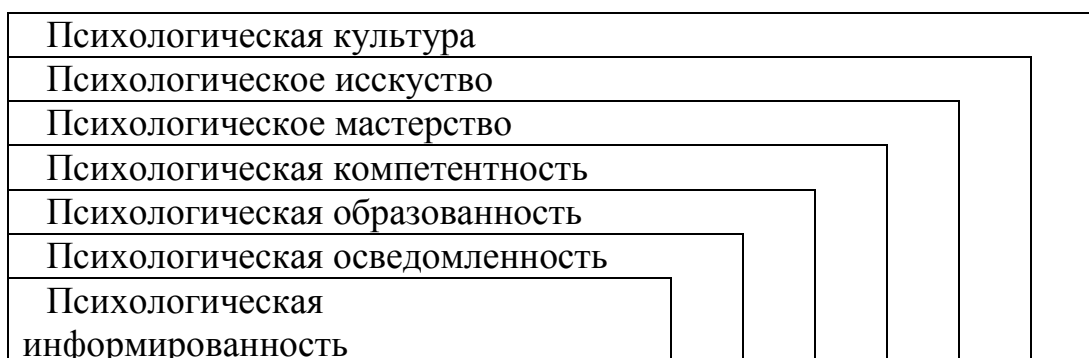 Психологическая культура
Психологическое исскуство
Психологическое мастерство
Психологическая компетентность
Психологическая образованность
Психологическая осведомленность
Психологическая
информированность